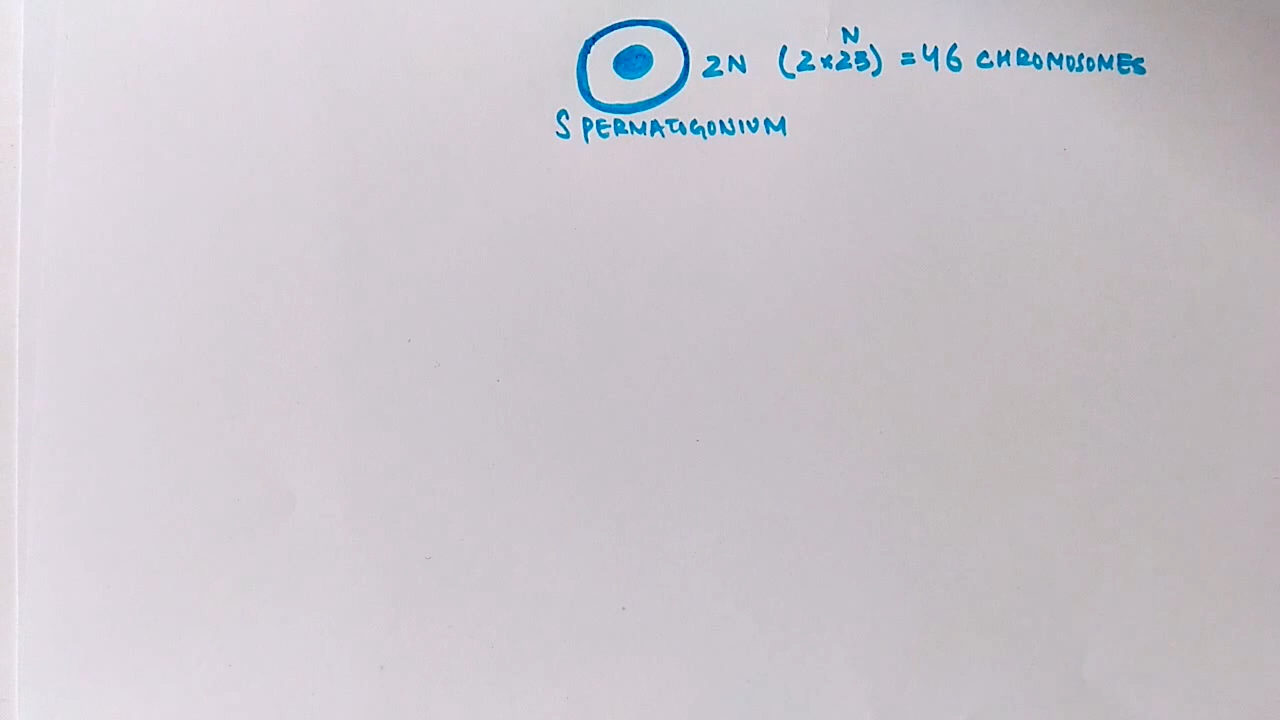 N
2N (2×23) = 46 CHROMOSOMES
SPERMATOGONIUM